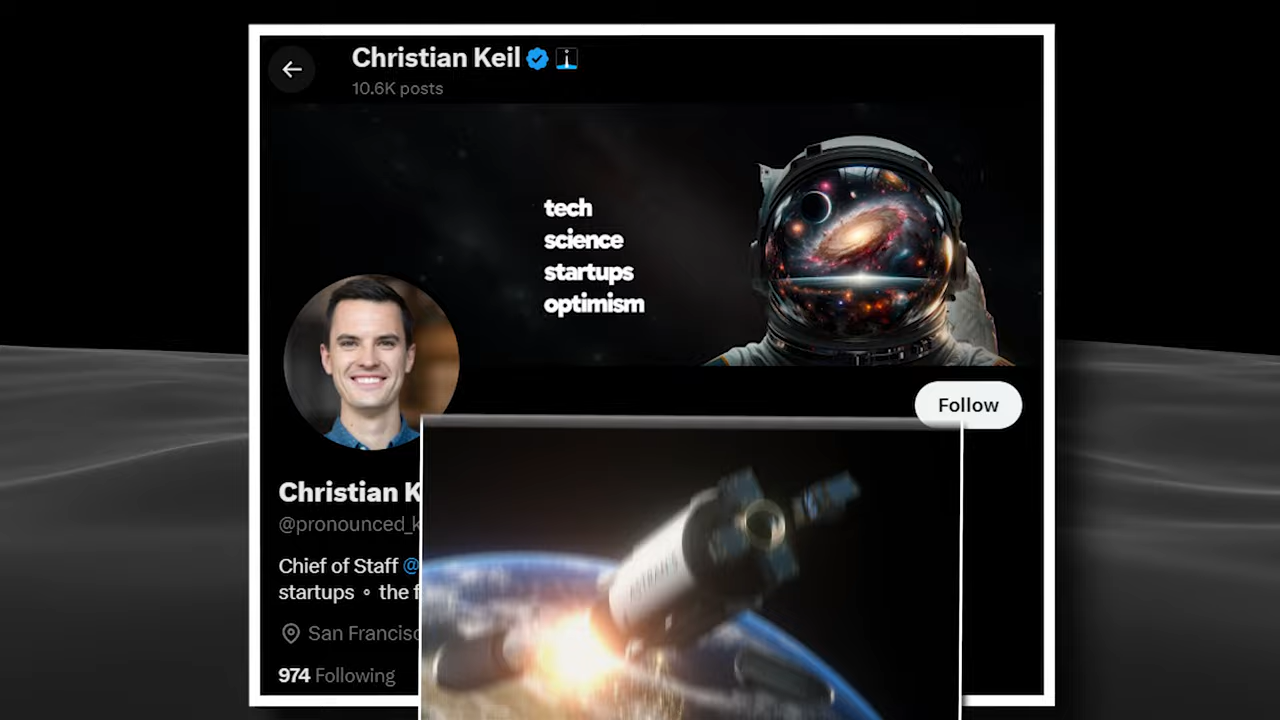 Christian Keil
10.6K posts
tech
science
startups
optimism
Follow
Christian K
@pronounced_k
Chief of Staff @
startups ∘ the f
San Francisc
974 Following